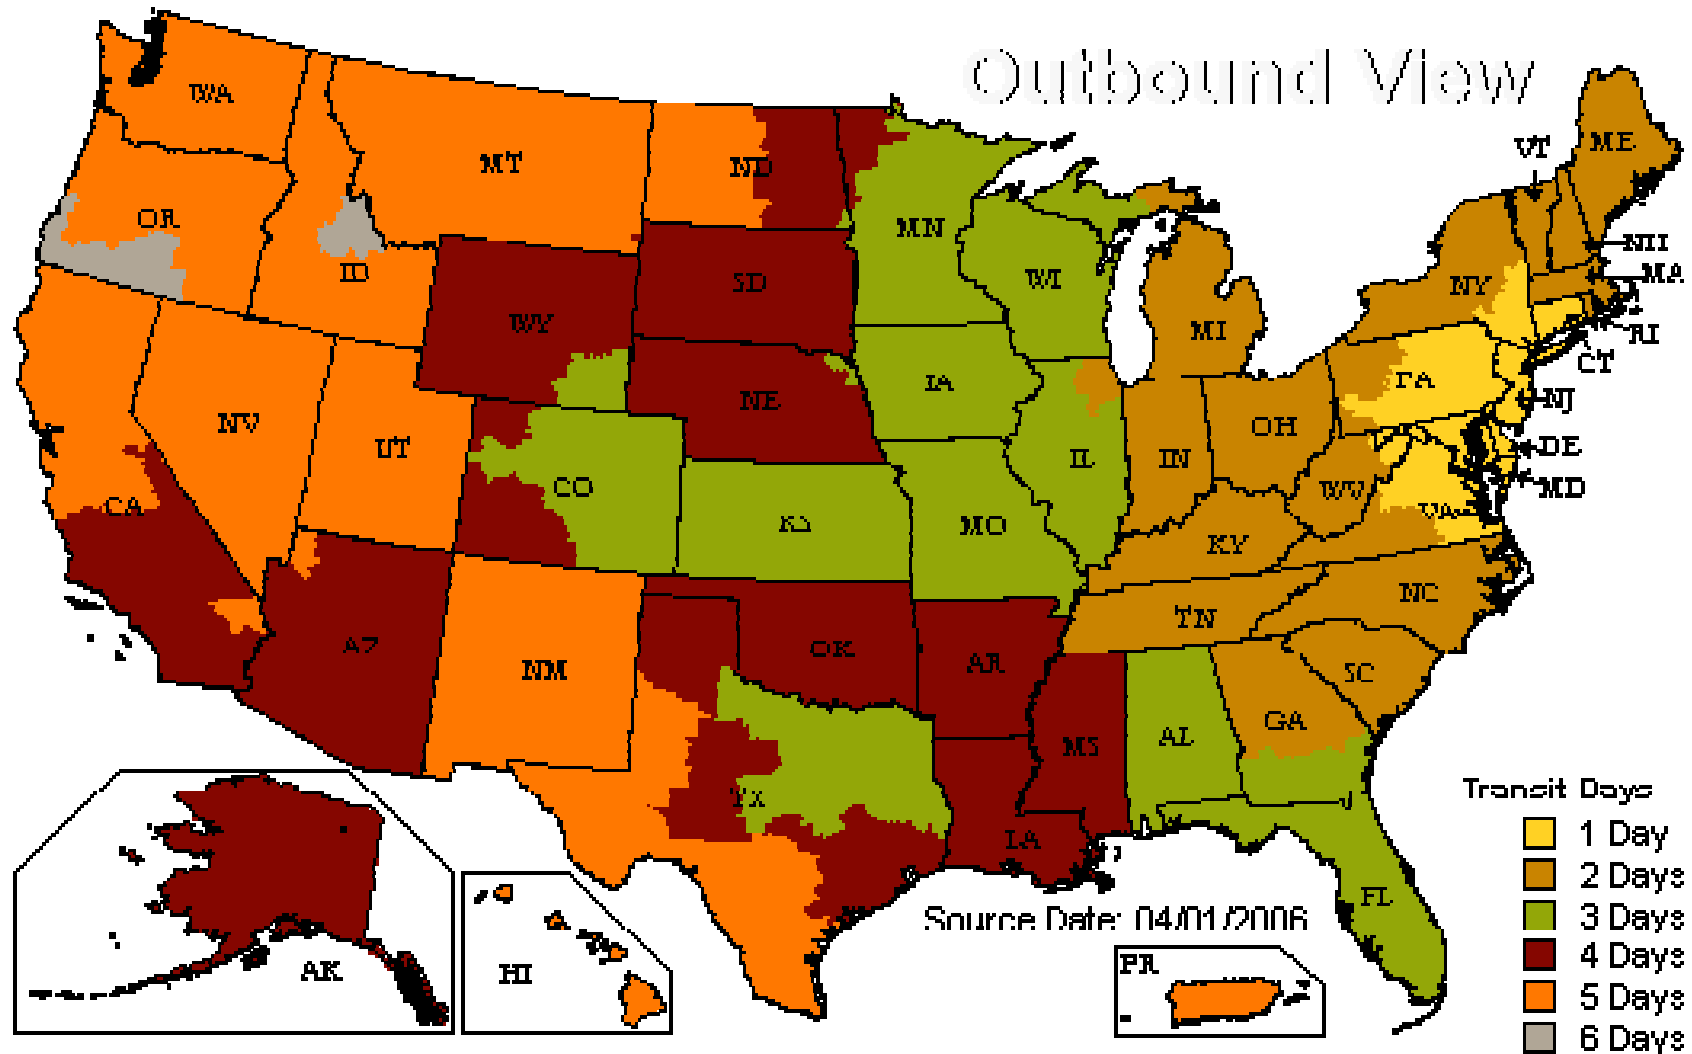 Outbound View
WA
MT
ND
OR
ID
MN
WI
SD
WY
VT
ME
NH
MA
NY
MI
RI
CT
IA
NE
PA
NJ
NV
UT
CO
IL
IN
OH
DE
WV
MD
CA
KS
MO
VA
KY
NC
TN
AZ
NM
OK
AR
SC
MS
AL
GA
TX
LA
FL
AK
HI
PR
Source Date: 04/01/2006
Transit Days
1 Day
2 Days
3 Days
4 Days
5 Days
6 Days